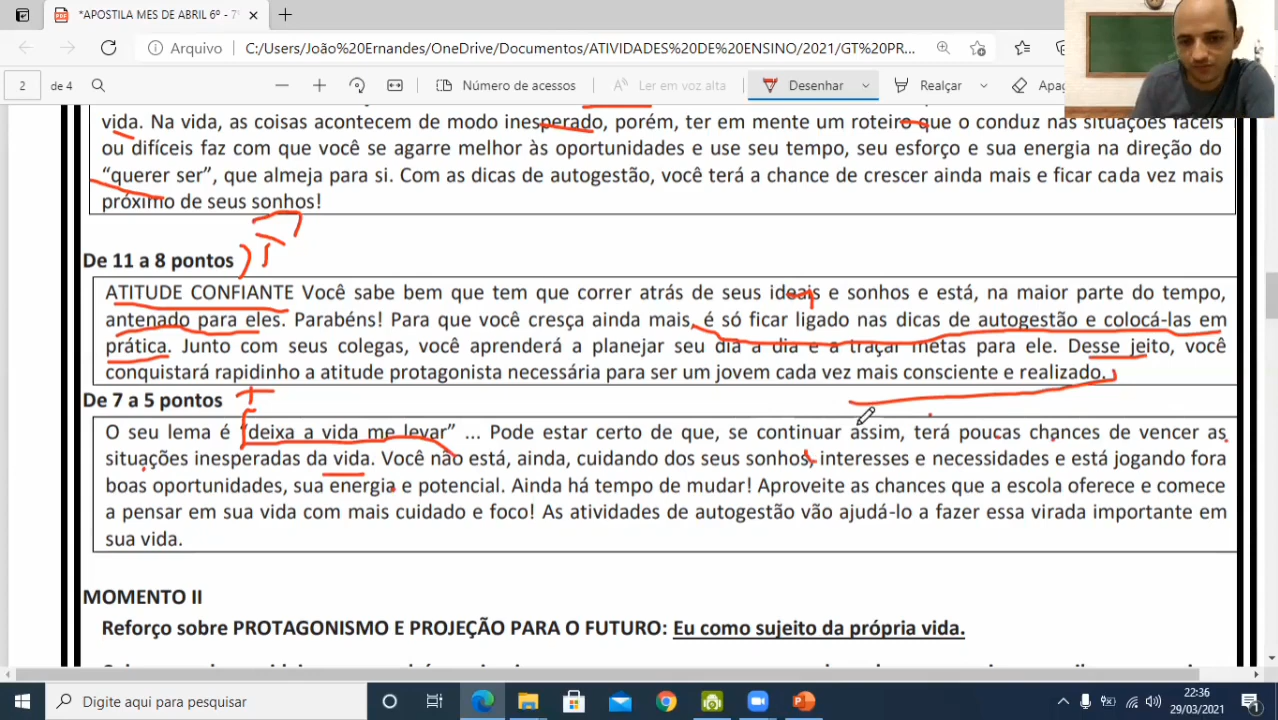 *APOSTILA MES DE ABRIL 6º - 7
Arquivo
C:/Users/João%20Ernandes/OneDrive/Documentos/ATIVIDADES%20DE%20ENSINO/2021/GT%20PR...
2 de 4
Número de acessos
Ler em voz alta
Desenhar
Realçar
Apag
vida. Na vida, as coisas acontecem de modo inesperado, porém, ter em mente um roteiro que o conduz nas situações fáceis
ou difíceis faz com que você se agarre melhor às oportunidades e use seu tempo, seu esforço e sua energia na direção do
“querer ser”, que almeja para si. Com as dicas de autogestão, você terá a chance de crescer ainda mais e ficar cada vez mais
próximo de seus sonhos!
De 11 a 8 pontos
ATITUDE CONFIANTE Você sabe bem que tem que correr atrás de seus ideais e sonhos e está, na maior parte do tempo,
antenado para eles. Parabéns! Para que você cresça ainda mais, é só ficar ligado nas dicas de autogestão e colocá-las em
prática. Junto com seus colegas, você aprenderá a planejar seu dia a dia e a traçar metas para ele. Desse jeito, você
conquistará rapidinho a atitude protagonista necessária para ser um jovem cada vez mais consciente e realizado.
De 7 a 5 pontos
O seu lema é “deixa a vida me levar” ... Pode estar certo de que, se continuar assim, terá poucas chances de vencer as
situações inesperadas da vida. Você não está, ainda, cuidando dos seus sonhos, interesses e necessidades e está jogando fora
boas oportunidades, sua energia e potencial. Ainda há tempo de mudar! Aproveite as chances que a escola oferece e comece
a pensar em sua vida com mais cuidado e foco! As atividades de autogestão vão ajudá-lo a fazer essa virada importante em
sua vida.
MOMENTO II
Reforço sobre PROTAGONISMO E PROJEÇÃO PARA O FUTURO: Eu como sujeito da própria vida.
Digite aqui para pesquisar
22:36
29/03/2021